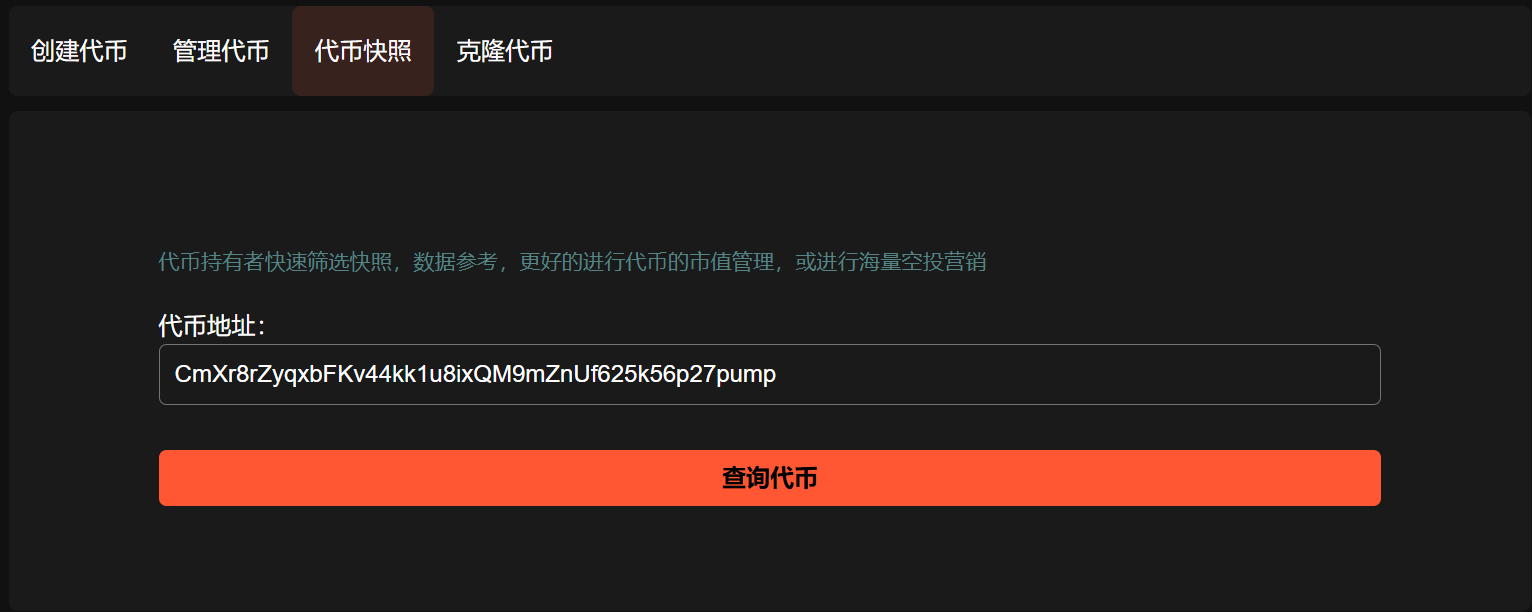 创建代币 管理代币 代币快照 克隆代币
代币持有者快速筛选快照，数据参考，更好的进行代币的市值管理，或进行海量空投营销
代币地址：
CmXr8rZyqxbFKv44kk1u8ixQM9mZnUf625k56p27pump
查询代币